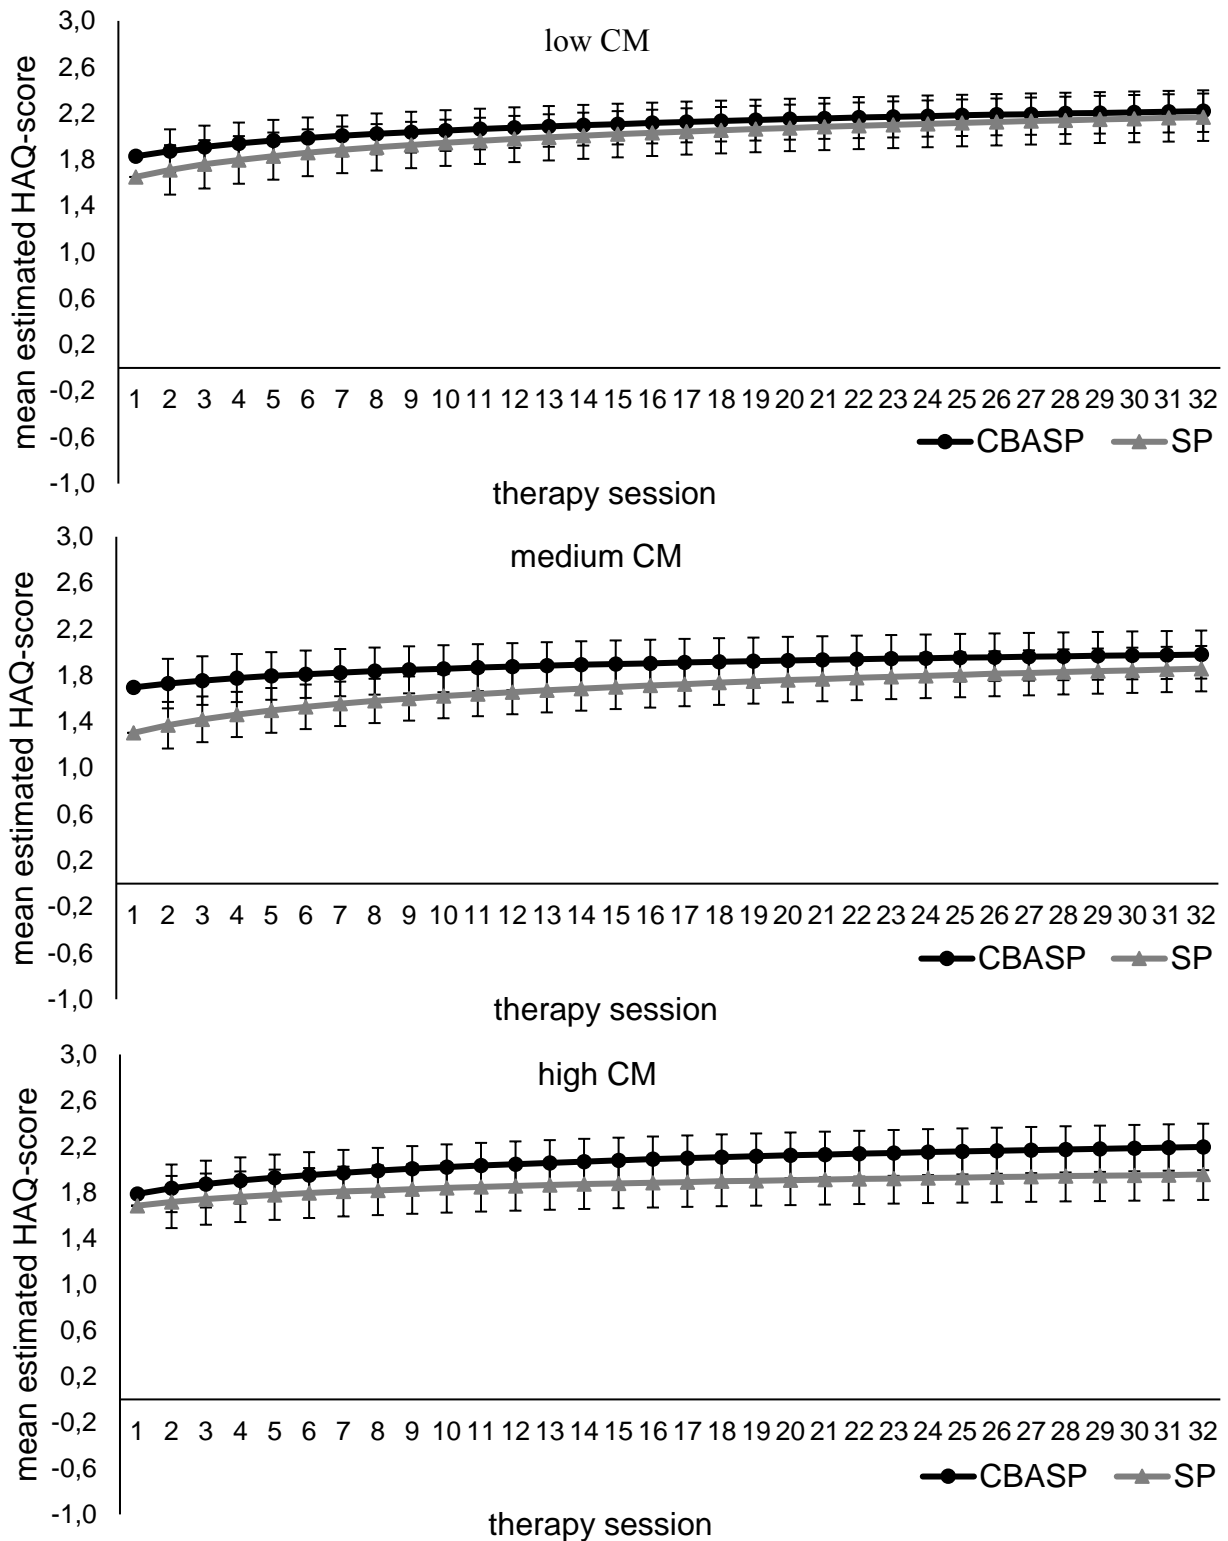 low CM
mean estimated HAQ-score
3,0
2,6
2,2
1,8
1,4
1,0
0,6
0,2
-0,2
-0,6
-1,0
1 2 3 4 5 6 7 8 9 10 11 12 13 14 15 16 17 18 19 20 21 22 23 24 25 26 27 28 29 30 31 32
CBASP SP
therapy session
medium CM
mean estimated HAQ-score
3,0
2,6
2,2
1,8
1,4
1,0
0,6
0,2
-0,2
-0,6
-1,0
1 2 3 4 5 6 7 8 9 10 11 12 13 14 15 16 17 18 19 20 21 22 23 24 25 26 27 28 29 30 31 32
CBASP SP
therapy session
high CM
mean estimated HAQ-score
3,0
2,6
2,2
1,8
1,4
1,0
0,6
0,2
-0,2
-0,6
-1,0
1 2 3 4 5 6 7 8 9 10 11 12 13 14 15 16 17 18 19 20 21 22 23 24 25 26 27 28 29 30 31 32
CBASP SP
therapy session